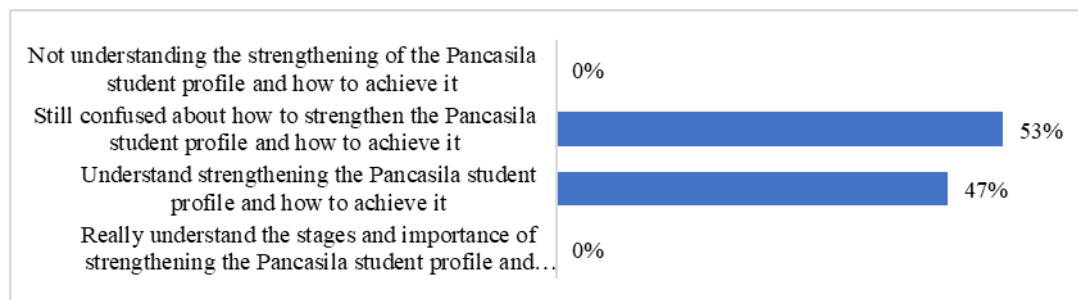 Not understanding the strengthening of the Pancasila
student profile and how to achieve it
0%
Still confused about how to strengthen the Pancasila
student profile and how to achieve it
53%
Understand strengthening the Pancasila student
profile and how to achieve it
47%
Really understand the stages and importance of
strengthening the Pancasila student profile and…
0%